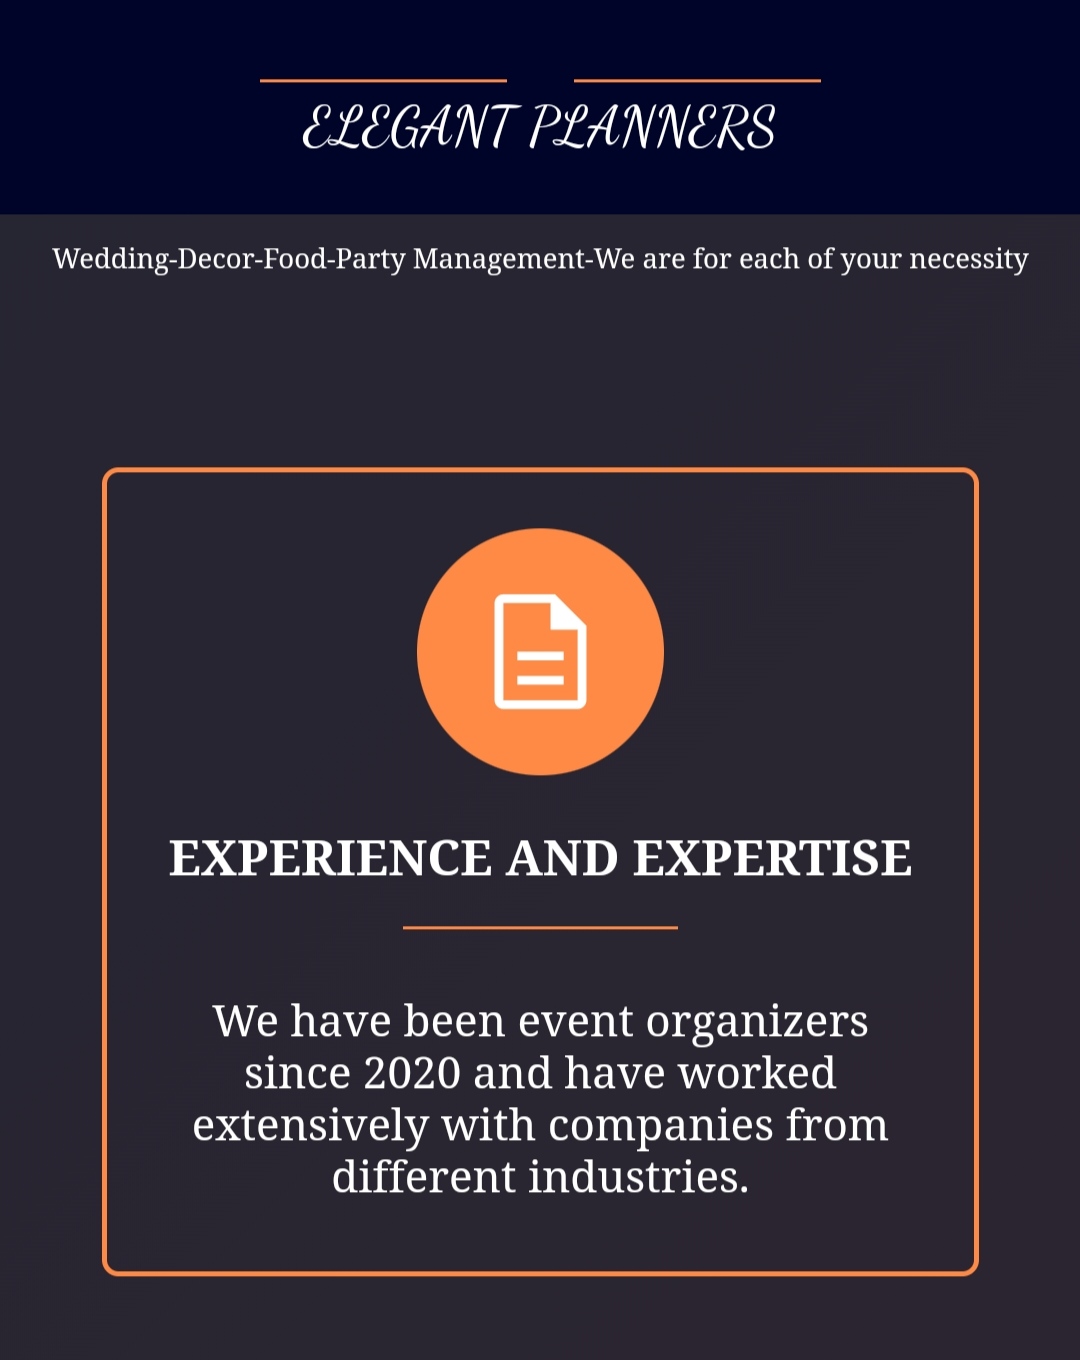 ELEGANT PLANNERS
Wedding-Decor-Food-Party Management-We are for each of your necessity
EXPERIENCE AND EXPERTISE
We have been event organizers
since 2020 and have worked
extensively with companies from
different industries.